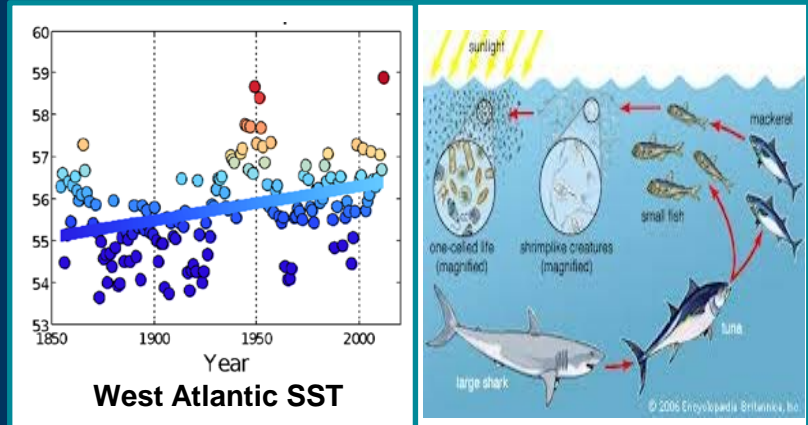 60
59
58
57
56
55
54
53
1850
1900
1950
2000
Year
West Atlantic SST
sunlight
mackerel
small fish
one-celled life
(magnified)
shrimplike creatures
(magnified)
tuna
large shark
© 2006 Encyclopædia Britannica, Inc.